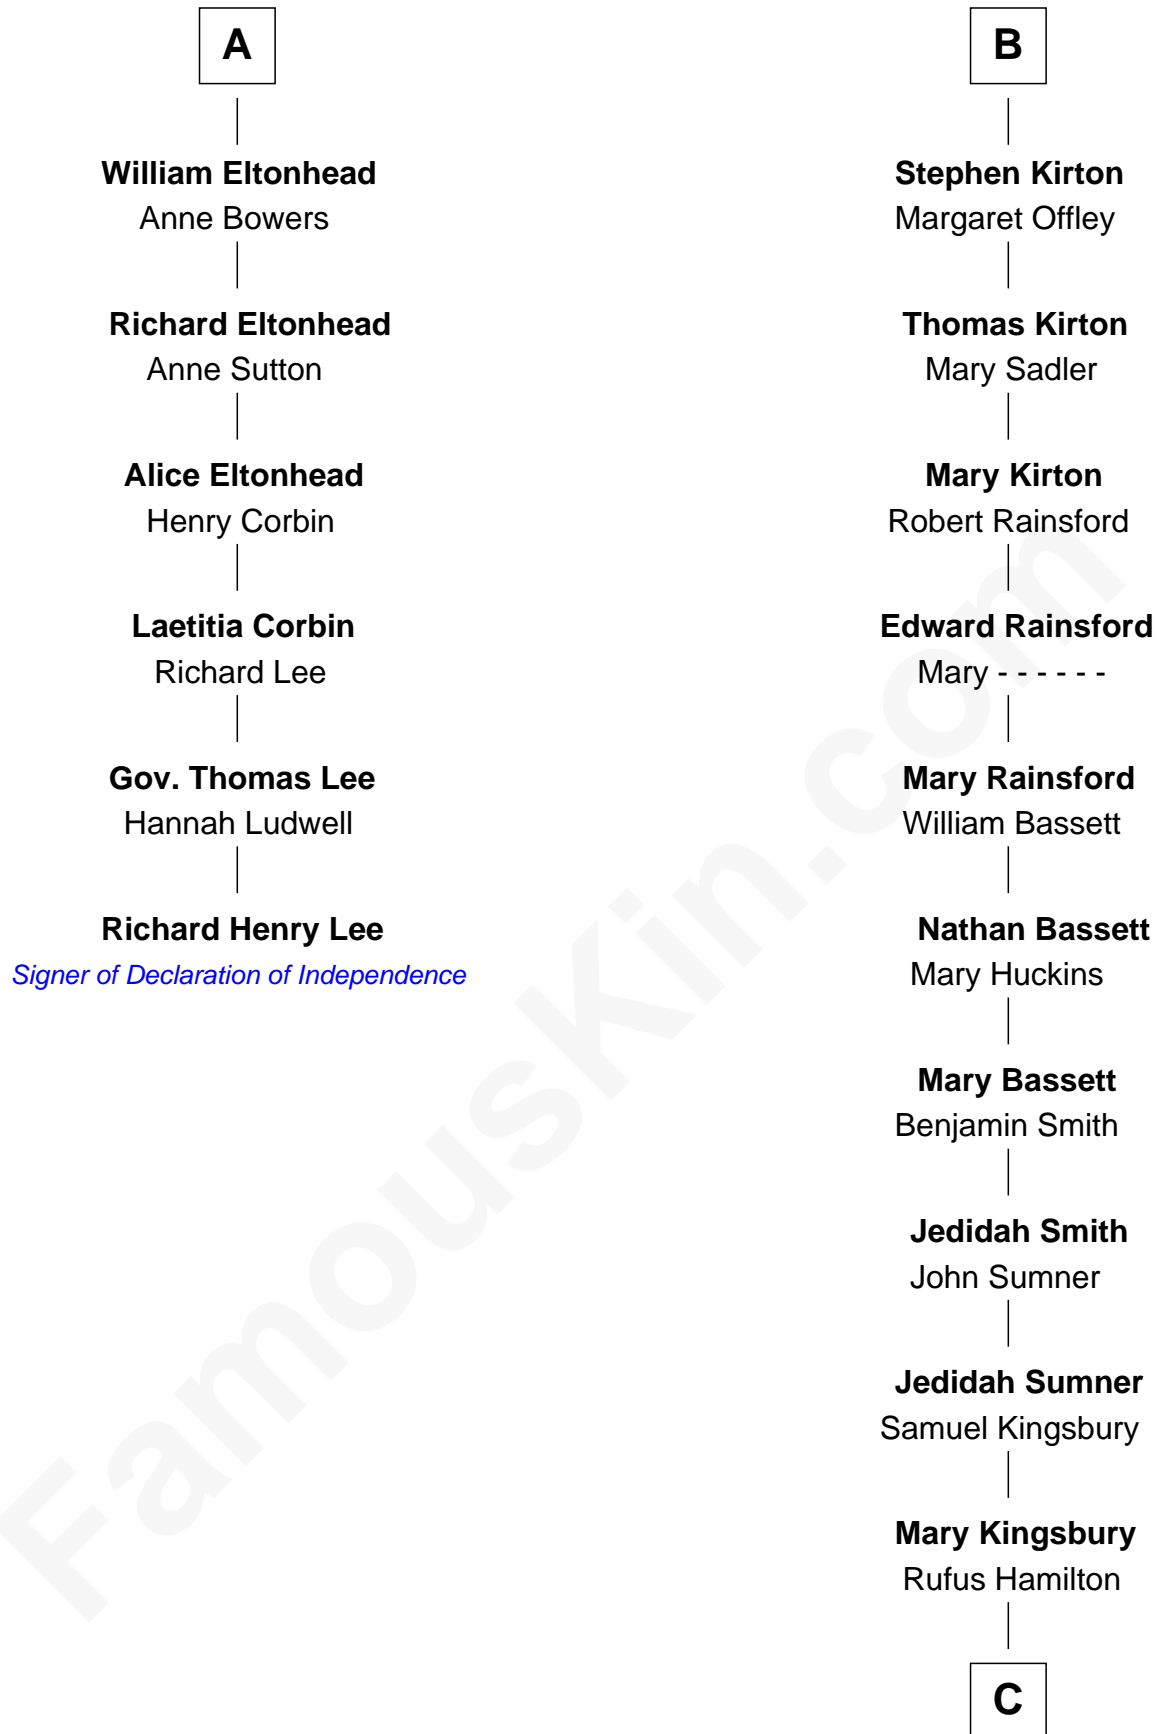 A
William Eltonhead
Anne Bowers
Richard Eltonhead
Anne Sutton
Alice Eltonhead
Henry Corbin
Laetitia Corbin
Richard Lee
Gov. Thomas Lee
Hannah Ludwell
Richard Henry Lee
Signer of Declaration of Independence
B
Stephen Kirton
Margaret Offley
Thomas Kirton
Mary Sadler
Mary Kirton
Robert Rainsford
Edward Rainsford
Mary - - - - - -
Mary Rainsford
William Bassett
Nathan Bassett
Mary Huckins
Mary Bassett
Benjamin Smith
Jedidah Smith
John Sumner
Jedidah Sumner
Samuel Kingsbury
Mary Kingsbury
Rufus Hamilton
C
FamousKin.com